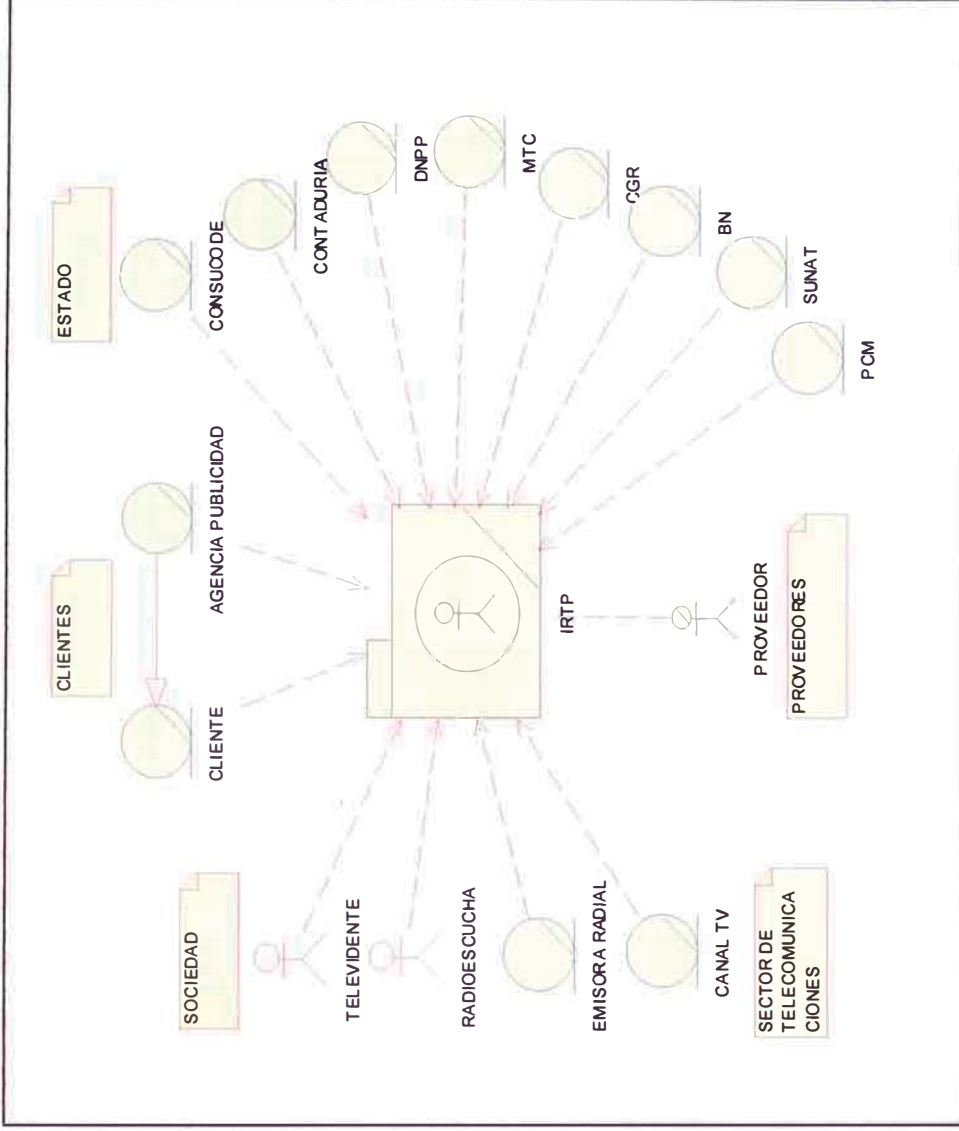 SOCIEDAD
TELEVIDENTE
RADIOESCUCHA
EMISORA RADIAL
CANAL TV
SECTOR DE
TELECOMUNICA
CIONES
CLIENTES
CLIENTE
AGENCIA PUBLICIDAD
IRTP
PROVEEDOR
PROVEEDORES
ESTADO
CONSUCODE
CONTADURIA
DNPP
MTC
CGR
BN
SUNAT
PCM